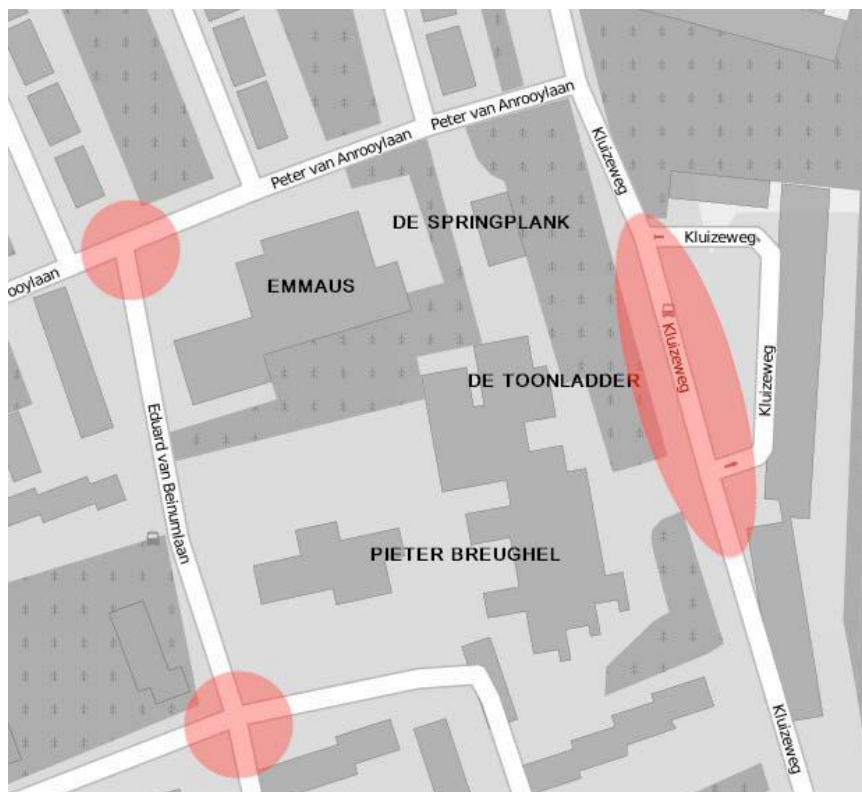 Peter van Anrooylaan
Peter van Anrooylaan
Kluizeweg
DE SPRINGPLANK
Kluizeweg
ooylaan
EMMAUS
Kluizeweg
Kluizeweg
DE TOONLADDER
Eduard van Beinumlaan
PIETER BREUGHEL
Kluizeweg